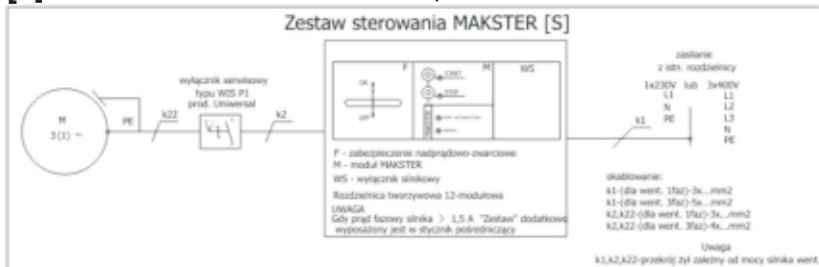 Zestaw sterowania MAKSTER [S]
zasilanie
z istn. rozdzielnicy
1x230V lub 3x400V
L1 L1
N L2
PE L3
N
PE
wyłącznik serwisowy
typu WIS P1
prod. Uniwersal
M
3(1) ~
PE
k22
k2
k1
F
M
WS
ON
OFF
START
STOP
F - zabezpieczenie nadprądowo-zwarciowe
M - moduł MAKSTER
WS - wyłącznik silnikowy
Rozdzielnica tworzywowa 12-modułowa
UWAGA
Gdy prąd fazowy silnika > 1,5 A "Zestaw" dodatkowo
wyposażony jest w stycznik pośredniczący
okablowanie:
k1-(dla went. 1faz)-3x...mm2
k1-(dla went. 3faz)-5x...mm2
k2,k22-(dla went. 1faz)-3x...mm2
k2,k22-(dla went. 3faz)-4x...mm2
Uwaga
k1,k2,k22-przekrój żył zależny od mocy silnika went.